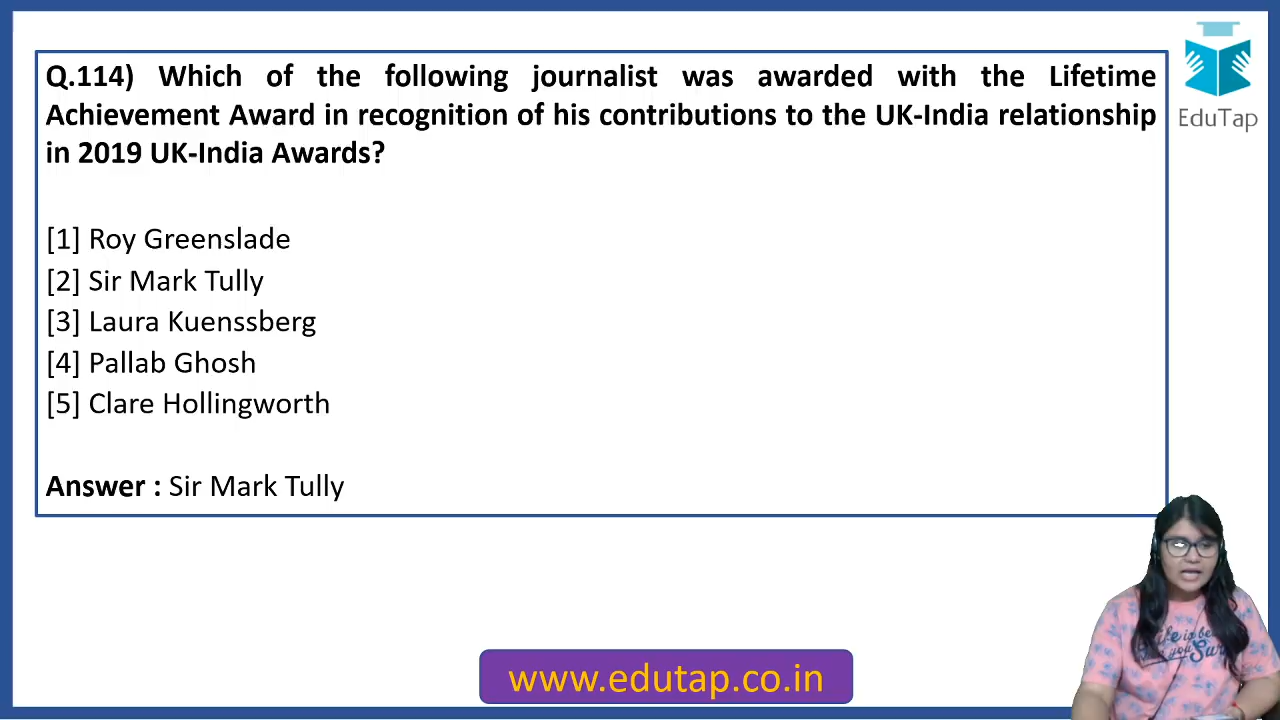 Q.114) Which of the following journalist was awarded with the Lifetime
Achievement Award in recognition of his contributions to the UK-India relationship
in 2019 UK-India Awards?
[1] Roy Greenslade
[2] Sir Mark Tully
[3] Laura Kuenssberg
[4] Pallab Ghosh
[5] Clare Hollingworth
Answer : Sir Mark Tully
EduTap
www.edutap.co.in